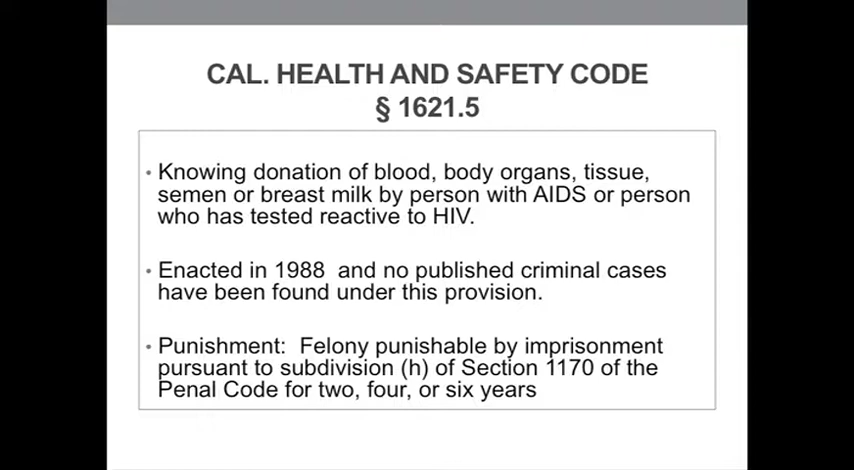 CAL. HEALTH AND SAFETY CODE
§ 1621.5
• Knowing donation of blood, body organs, tissue,
semen or breast milk by person with AIDS or person
who has tested reactive to HIV.
• Enacted in 1988  and no published criminal cases
have been found under this provision.
• Punishment:  Felony punishable by imprisonment
pursuant to subdivision (h) of Section 1170 of the
Penal Code for two, four, or six years